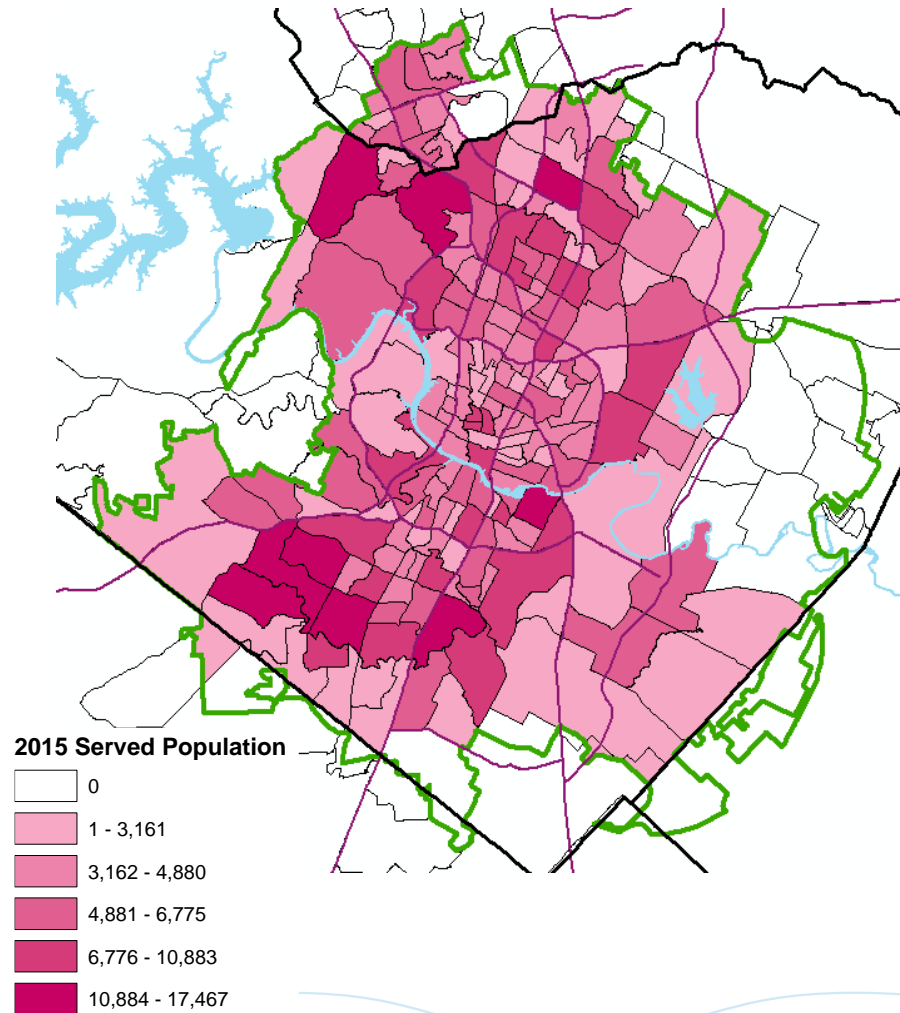 2015 Served Population
0
1 - 3,161
3,162 - 4,880
4,881 - 6,775
6,776 - 10,883
10,884 - 17,467